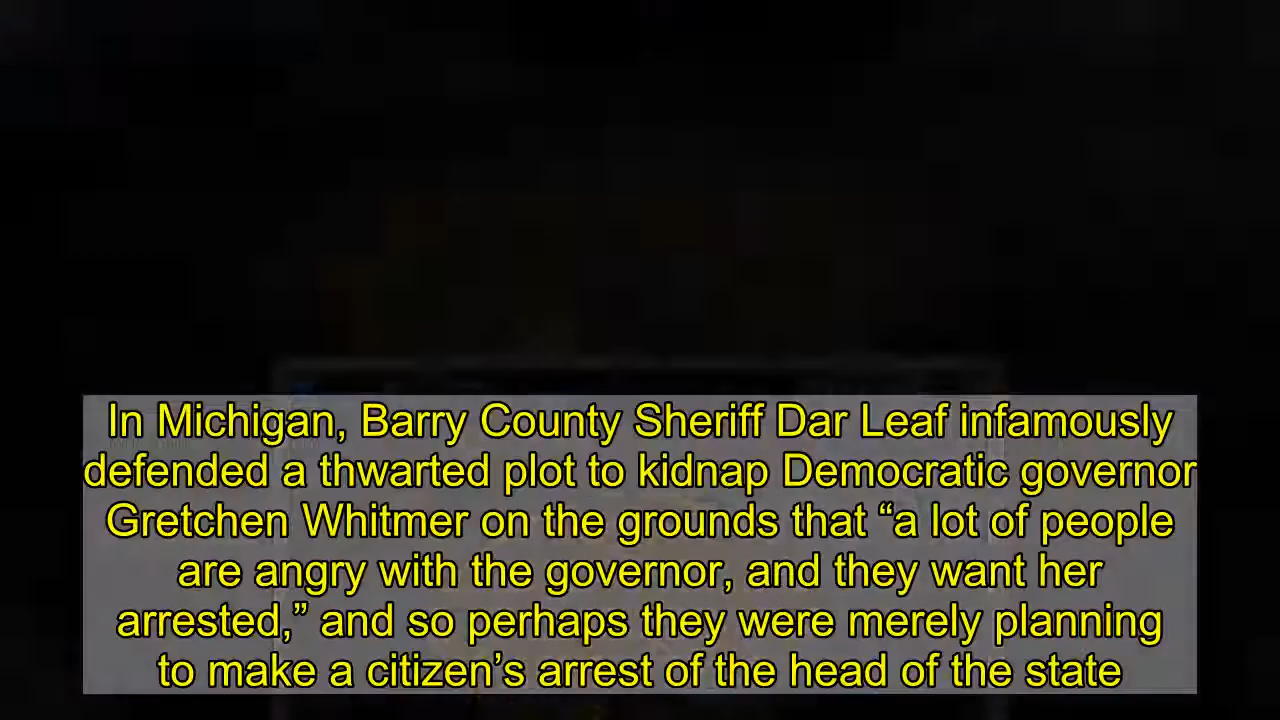 In Michigan, Barry County Sheriff Dar Leaf infamously
defended a thwarted plot to kidnap Democratic governor
Gretchen Whitmer on the grounds that “a lot of people
are angry with the governor, and they want her
arrested,” and so perhaps they were merely planning
to make a citizen’s arrest of the head of the state